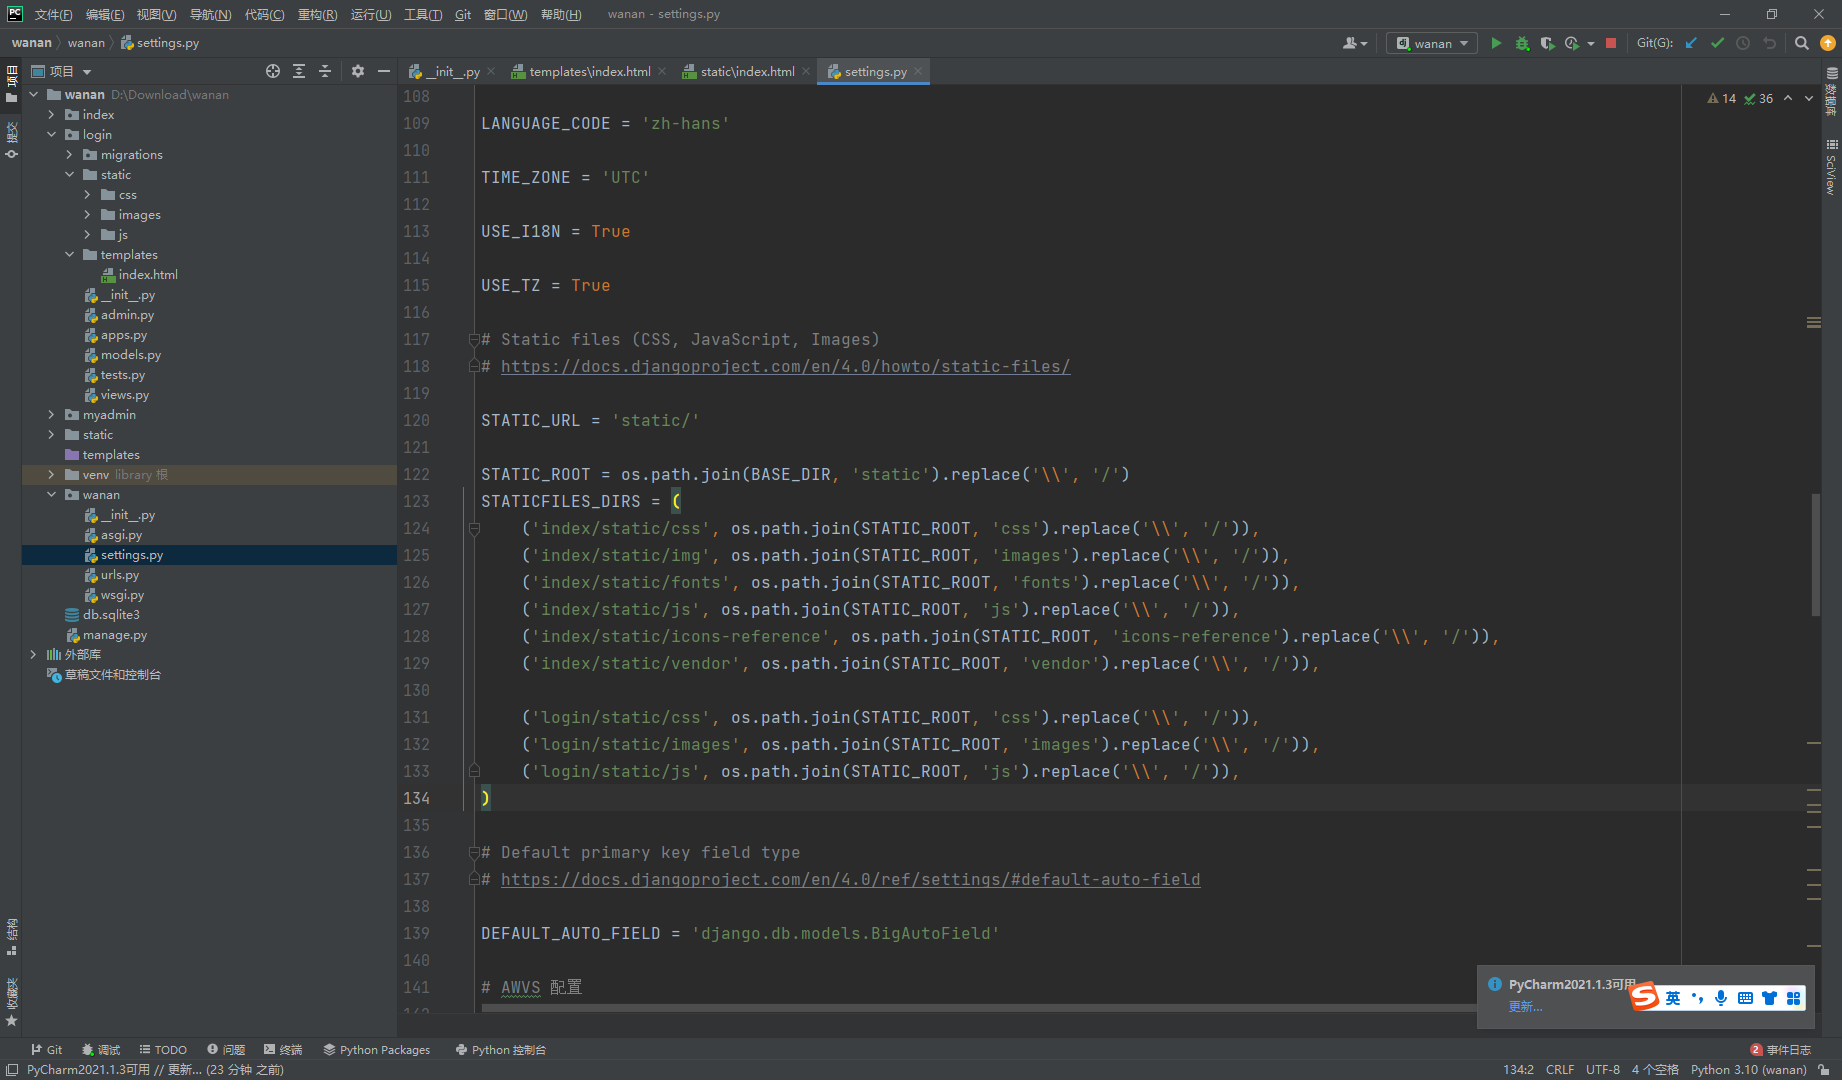 PC 文件(F) 编辑(E) 视图(V) 导航(N) 代码(C) 重构(R) 运行(U) 工具(T) Git 窗口(W) 帮助(H) wanan - settings.py
wanan wanan settings.py
wanan
Git(G):
项目
__init__.py
templates\index.html
static\index.html
settings.py
项目
提交
结构
收藏夹
wanan D:\Download\wanan
index
login
migrations
static
css
images
js
templates
index.html
__init__.py
admin.py
apps.py
models.py
tests.py
views.py
myadmin
static
templates
venv library 根
wanan
__init__.py
asgi.py
settings.py
urls.py
wsgi.py
db.sqlite3
manage.py
外部库
草稿文件和控制台
14 36
数据库
SciView
108
109 LANGUAGE_CODE = 'zh-hans'
110
111 TIME_ZONE = 'UTC'
112
113 USE_I18N = True
114
115 USE_TZ = True
116
117 # Static files (CSS, JavaScript, Images)
118 # https://docs.djangoproject.com/en/4.0/howto/static-files/
119
120 STATIC_URL = 'static/'
121
122 STATIC_ROOT = os.path.join(BASE_DIR, 'static').replace('\\', '/')
123 STATICFILES_DIRS = (
124 ('index/static/css', os.path.join(STATIC_ROOT, 'css').replace('\\', '/')),
125 ('index/static/img', os.path.join(STATIC_ROOT, 'images').replace('\\', '/')),
126 ('index/static/fonts', os.path.join(STATIC_ROOT, 'fonts').replace('\\', '/')),
127 ('index/static/js', os.path.join(STATIC_ROOT, 'js').replace('\\', '/')),
128 ('index/static/icons-reference', os.path.join(STATIC_ROOT, 'icons-reference').replace('\\', '/')),
129 ('index/static/vendor', os.path.join(STATIC_ROOT, 'vendor').replace('\\', '/')),
130
131 ('login/static/css', os.path.join(STATIC_ROOT, 'css').replace('\\', '/')),
132 ('login/static/images', os.path.join(STATIC_ROOT, 'images').replace('\\', '/')),
133 ('login/static/js', os.path.join(STATIC_ROOT, 'js').replace('\\', '/')),
134 )
135
136 # Default primary key field type
137 # https://docs.djangoproject.com/en/4.0/ref/settings/#default-auto-field
138
139 DEFAULT_AUTO_FIELD = 'django.db.models.BigAutoField'
140
141 # AWVS 配置
PyCharm2021.1.3可用
更新...
S 英
Git 调试 TODO 问题 终端 Python Packages Python 控制台
2 事件日志
PyCharm2021.1.3可用 // 更新... (23 分钟 之前)
134:2 CRLF UTF-8 4 个空格 Python 3.10 (wanan)